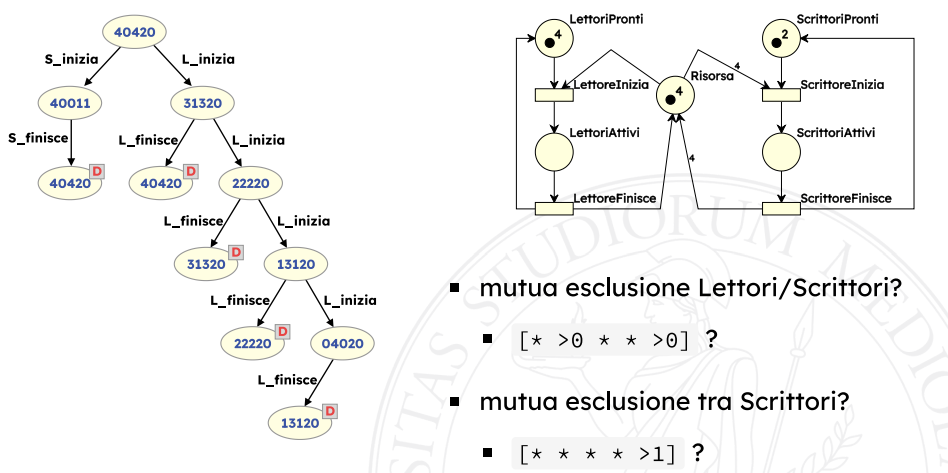 40420
S_inizia
L_inizia
40011
31320
S_finisce
L_finisce
L_inizia
40420 D
40420 D
22220
L_finisce
L_inizia
31320 D
13120
L_finisce
L_inizia
22220 D
04020
L_finisce
13120 D
LettoriPronti
4
ScrittoriPronti
2
LettoreInizia
Risorsa
4
4
ScrittoreInizia
LettoriAttivi
ScrittoriAttivi
4
LettoreFinisce
ScrittoreFinisce
▪ mutua esclusione Lettori/Scrittori?
▪ [* >0 * * >0] ?
▪ mutua esclusione tra Scrittori?
▪ [* * * * >1] ?
STUDIORUM MEDIO
SITAS